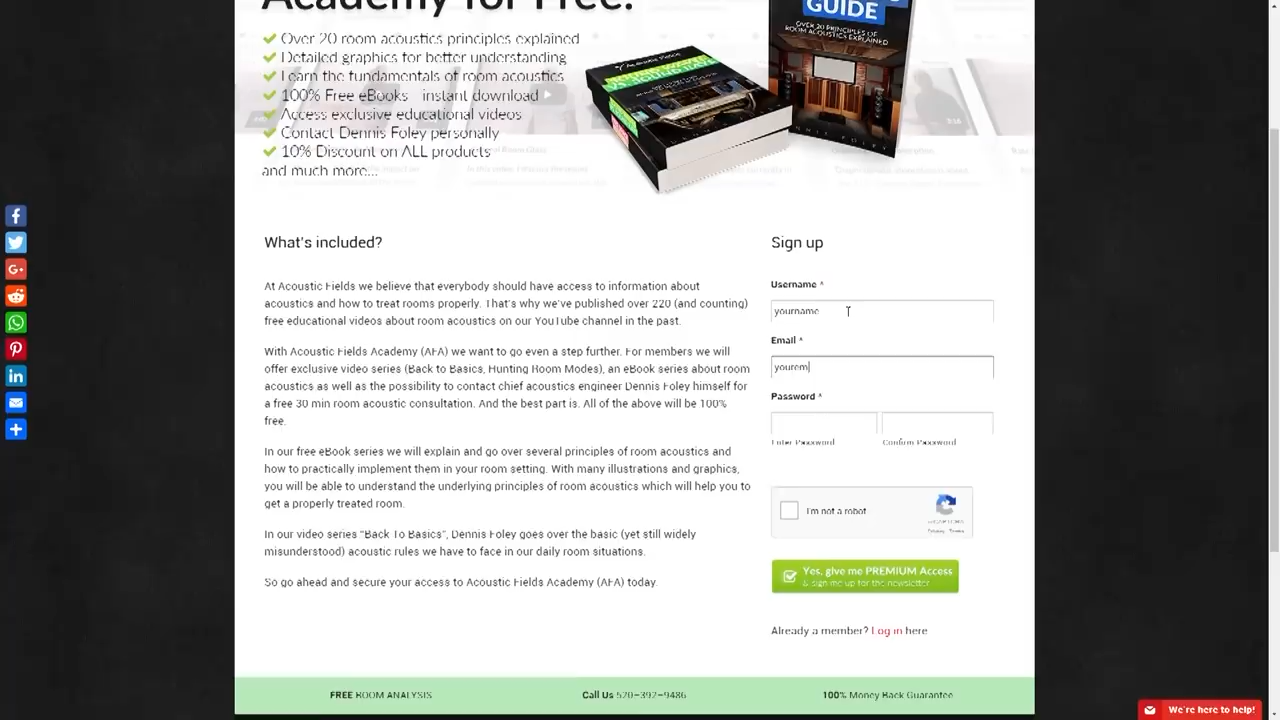 Academy for Free!
Over 20 room acoustics principles explained
Detailed graphics for better understanding
Learn the fundamentals of room acoustics
100% Free eBooks - instant download
Access exclusive educational videos
Contact Dennis Foley personally
10% Discount on ALL products
and much more...
GUIDE
OVER 20 PRINCIPLES OF
ROOM ACOUSTICS EXPLAINED
What's included?
At Acoustic Fields we believe that everybody should have access to information about
acoustics and how to treat rooms properly. That's why we've published over 220 (and counting)
free educational videos about room acoustics on our YouTube channel in the past.
With Acoustic Fields Academy (AFA) we want to go even a step further. For members we will
offer exclusive video series (Back to Basics, Hunting Room Modes), an eBook series about room
acoustics as well as the possibility to contact chief acoustics engineer Dennis Foley himself for
a free 30 min room acoustic consultation. And the best part is. All of the above will be 100%
free.
In our free eBook series we will explain and go over several principles of room acoustics and
how to practically implement them in your room setting. With many illustrations and graphics,
you will be able to understand the underlying principles of room acoustics which will help you to
get a properly treated room.
In our video series "Back To Basics", Dennis Foley goes over the basic (yet still widely
misunderstood) acoustic rules we have to face in our daily room situations.
So go ahead and secure your access to Acoustic Fields Academy (AFA) today.
Sign up
Username *
yourname
Email *
yourem
Password *
Enter Password
Confirm Password
I'm not a robot
reCAPTCHA
Privacy - Terms
Yes, give me PREMIUM Access
& sign me up for the newsletter
Already a member? Log in here
FREE ROOM ANALYSIS
Call Us 520-392-9486
100% Money Back Guarantee
We're here to help!